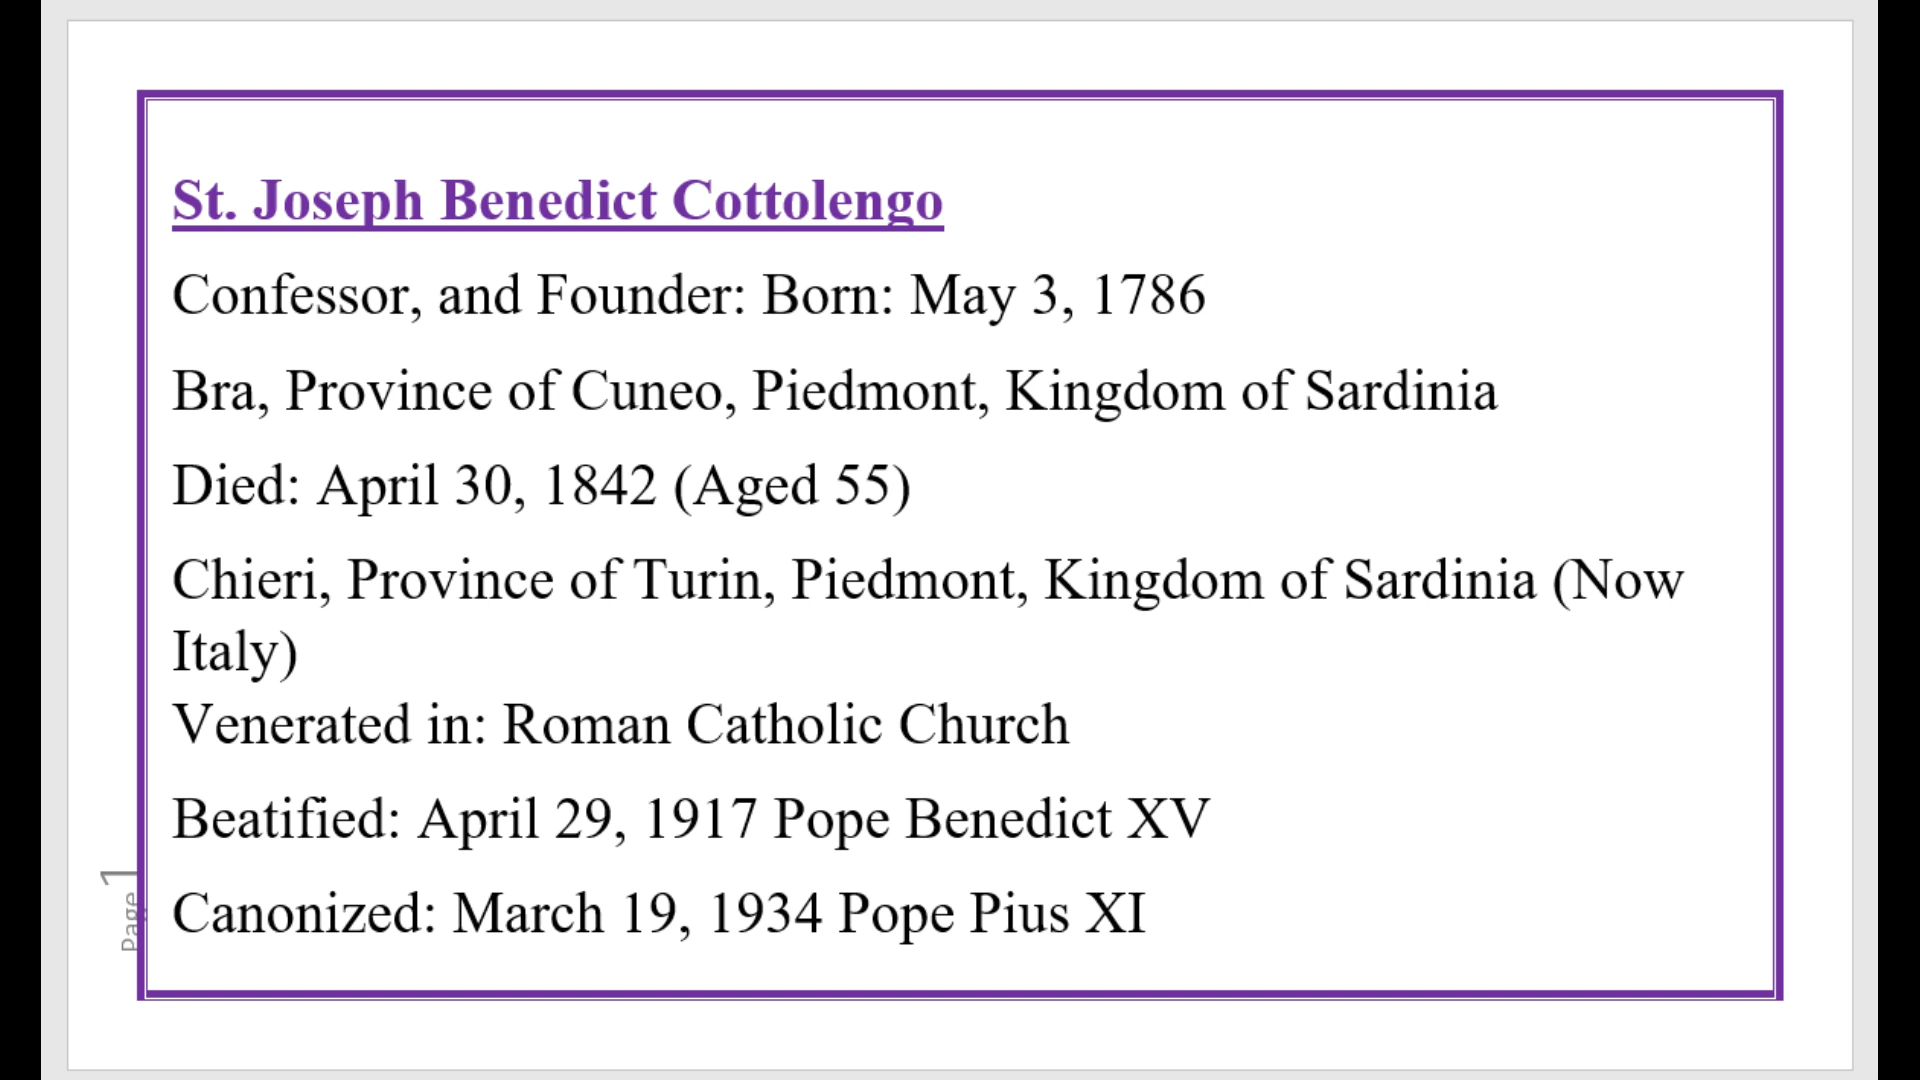 St. Joseph Benedict Cottolengo
Confessor, and Founder: Born: May 3, 1786
Bra, Province of Cuneo, Piedmont, Kingdom of Sardinia
Died: April 30, 1842 (Aged 55)
Chieri, Province of Turin, Piedmont, Kingdom of Sardinia (Now
Italy)
Venerated in: Roman Catholic Church
Beatified: April 29, 1917 Pope Benedict XV
Canonized: March 19, 1934 Pope Pius XI
Page 1